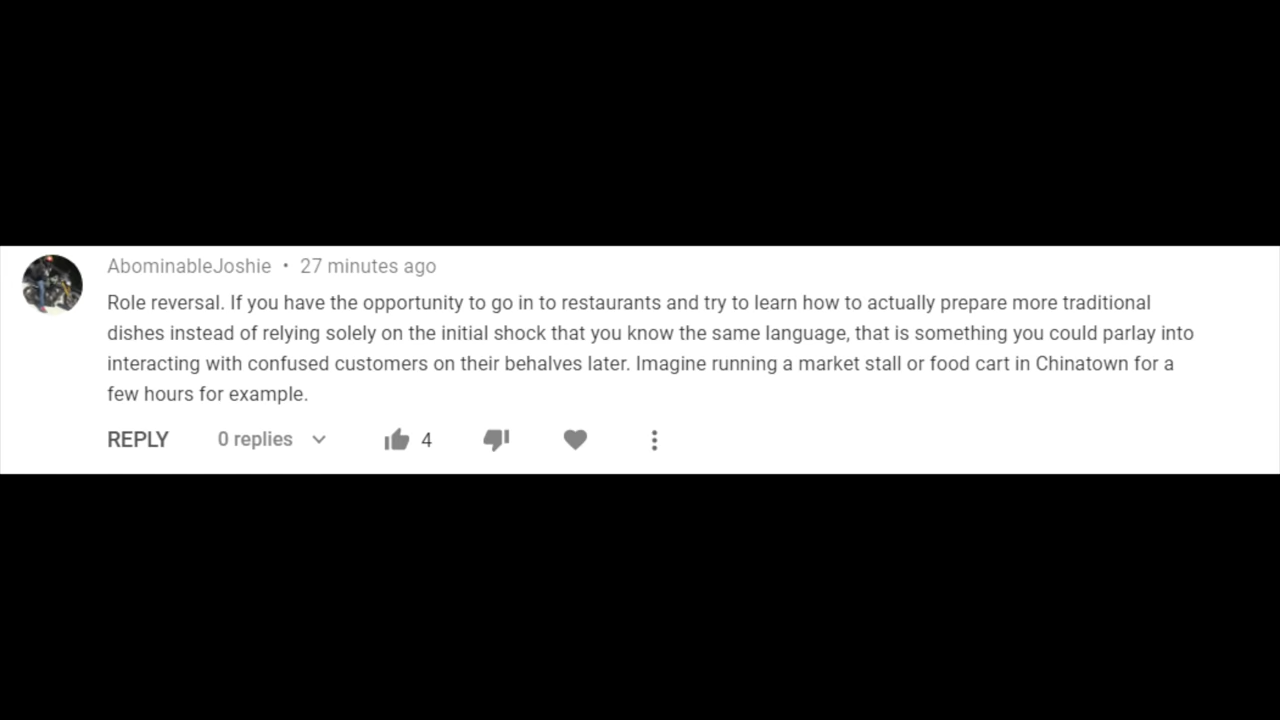 AbominableJoshie • 27 minutes ago
Role reversal. If you have the opportunity to go in to restaurants and try to learn how to actually prepare more traditional
dishes instead of relying solely on the initial shock that you know the same language, that is something you could parlay into
interacting with confused customers on their behalves later. Imagine running a market stall or food cart in Chinatown for a
few hours for example.
REPLY 0 replies 4